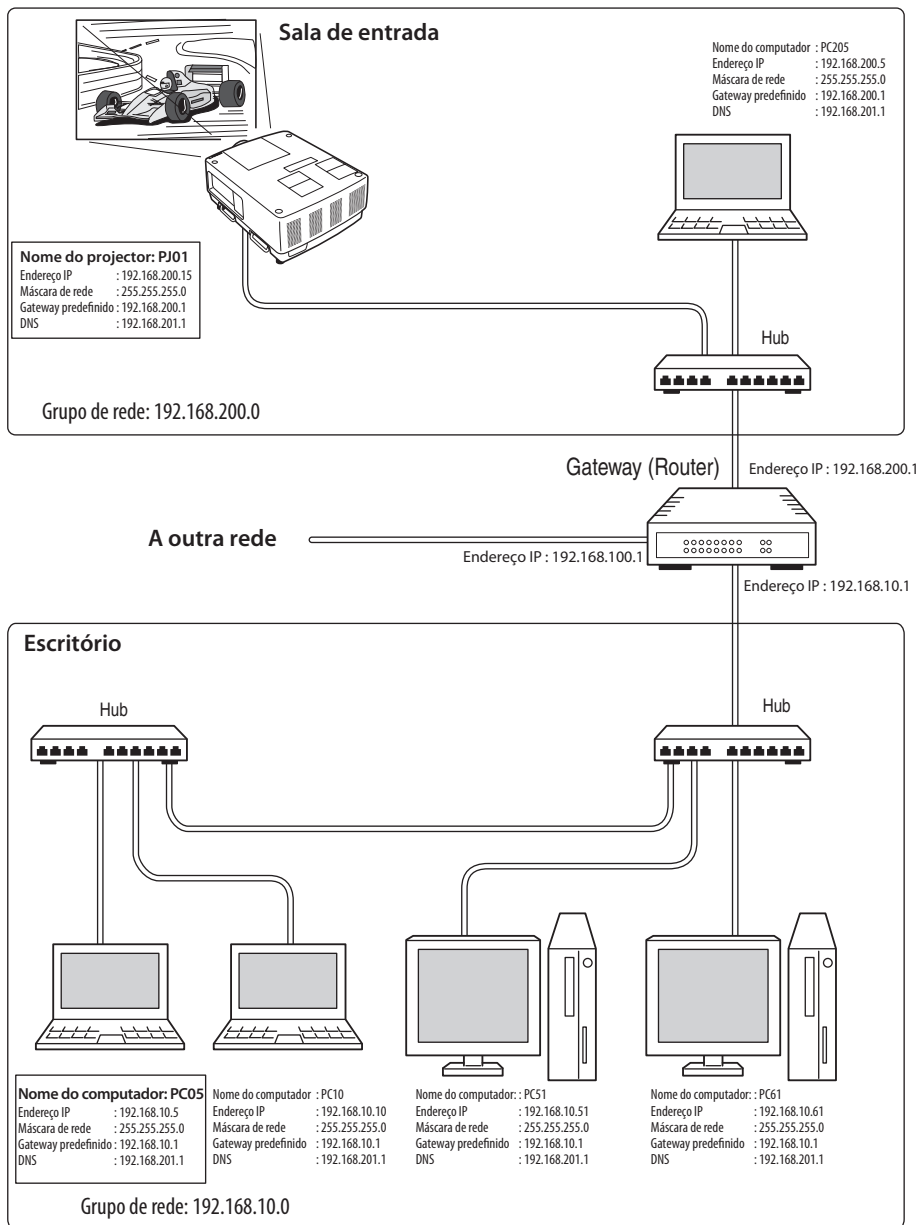 Sala de entrada
Nome do computador : PC205
Endereço IP : 192.168.200.5
Máscara de rede : 255.255.255.0
Gateway predefinido : 192.168.200.1
DNS : 192.168.201.1
Nome do projector: PJ01
Endereço IP : 192.168.200.15
Máscara de rede : 255.255.255.0
Gateway predefinido : 192.168.200.1
DNS : 192.168.201.1
Hub
Grupo de rede: 192.168.200.0
Gateway (Router)
Endereço IP : 192.168.200.1
A outra rede
Endereço IP : 192.168.100.1
Endereço IP : 192.168.10.1
Escritório
Hub
Hub
Nome do computador: PC05
Endereço IP : 192.168.10.5
Máscara de rede : 255.255.255.0
Gateway predefinido : 192.168.10.1
DNS : 192.168.201.1
Nome do computador : PC10
Endereço IP : 192.168.10.10
Máscara de rede : 255.255.255.0
Gateway predefinido : 192.168.10.1
DNS : 192.168.201.1
Nome do computador: : PC51
Endereço IP : 192.168.10.51
Máscara de rede : 255.255.255.0
Gateway predefinido : 192.168.10.1
DNS : 192.168.201.1
Nome do computador: : PC61
Endereço IP : 192.168.10.61
Máscara de rede : 255.255.255.0
Gateway predefinido : 192.168.10.1
DNS : 192.168.201.1
Grupo de rede: 192.168.10.0